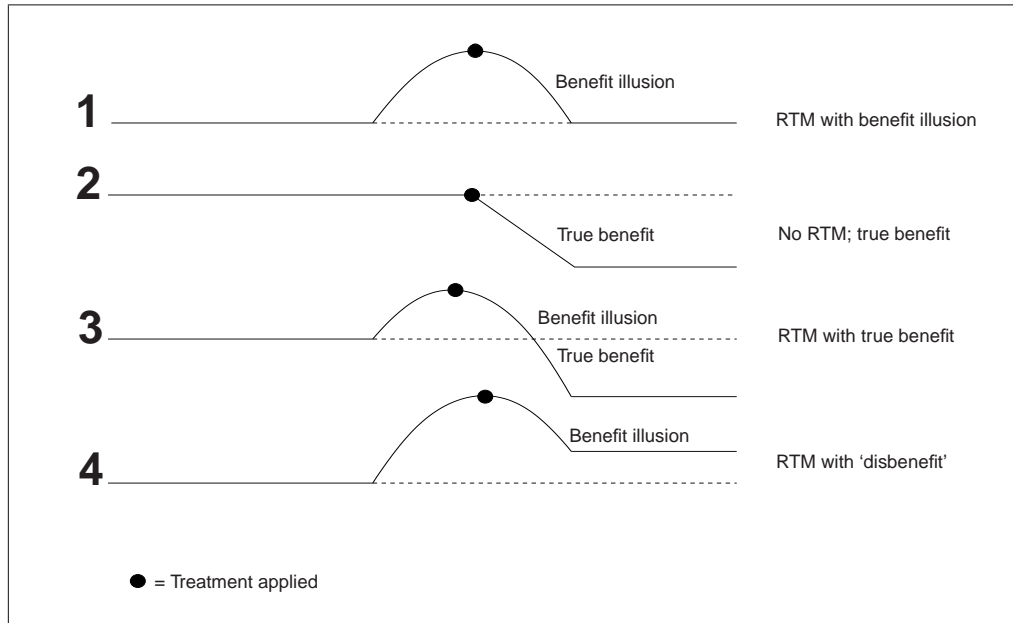 Benefit illusion
1
RTM with benefit illusion
2
True benefit
No RTM; true benefit
3
Benefit illusion
True benefit
RTM with true benefit
4
Benefit illusion
RTM with ‘disbenefit’
= Treatment applied